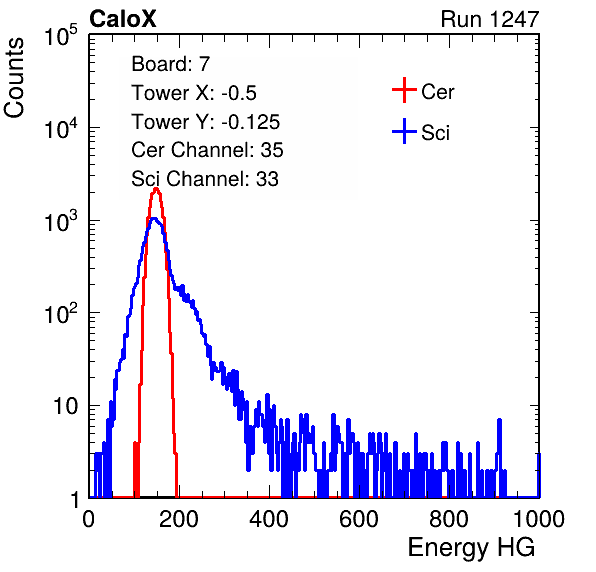 CaloX Run 1247
Counts
Board: 7
Tower X: -0.5
Tower Y: -0.125
Cer Channel: 35
Sci Channel: 33
Cer
Sci
10^5
10^4
10^3
10^2
10
1
0 200 400 600 800 1000
Energy HG